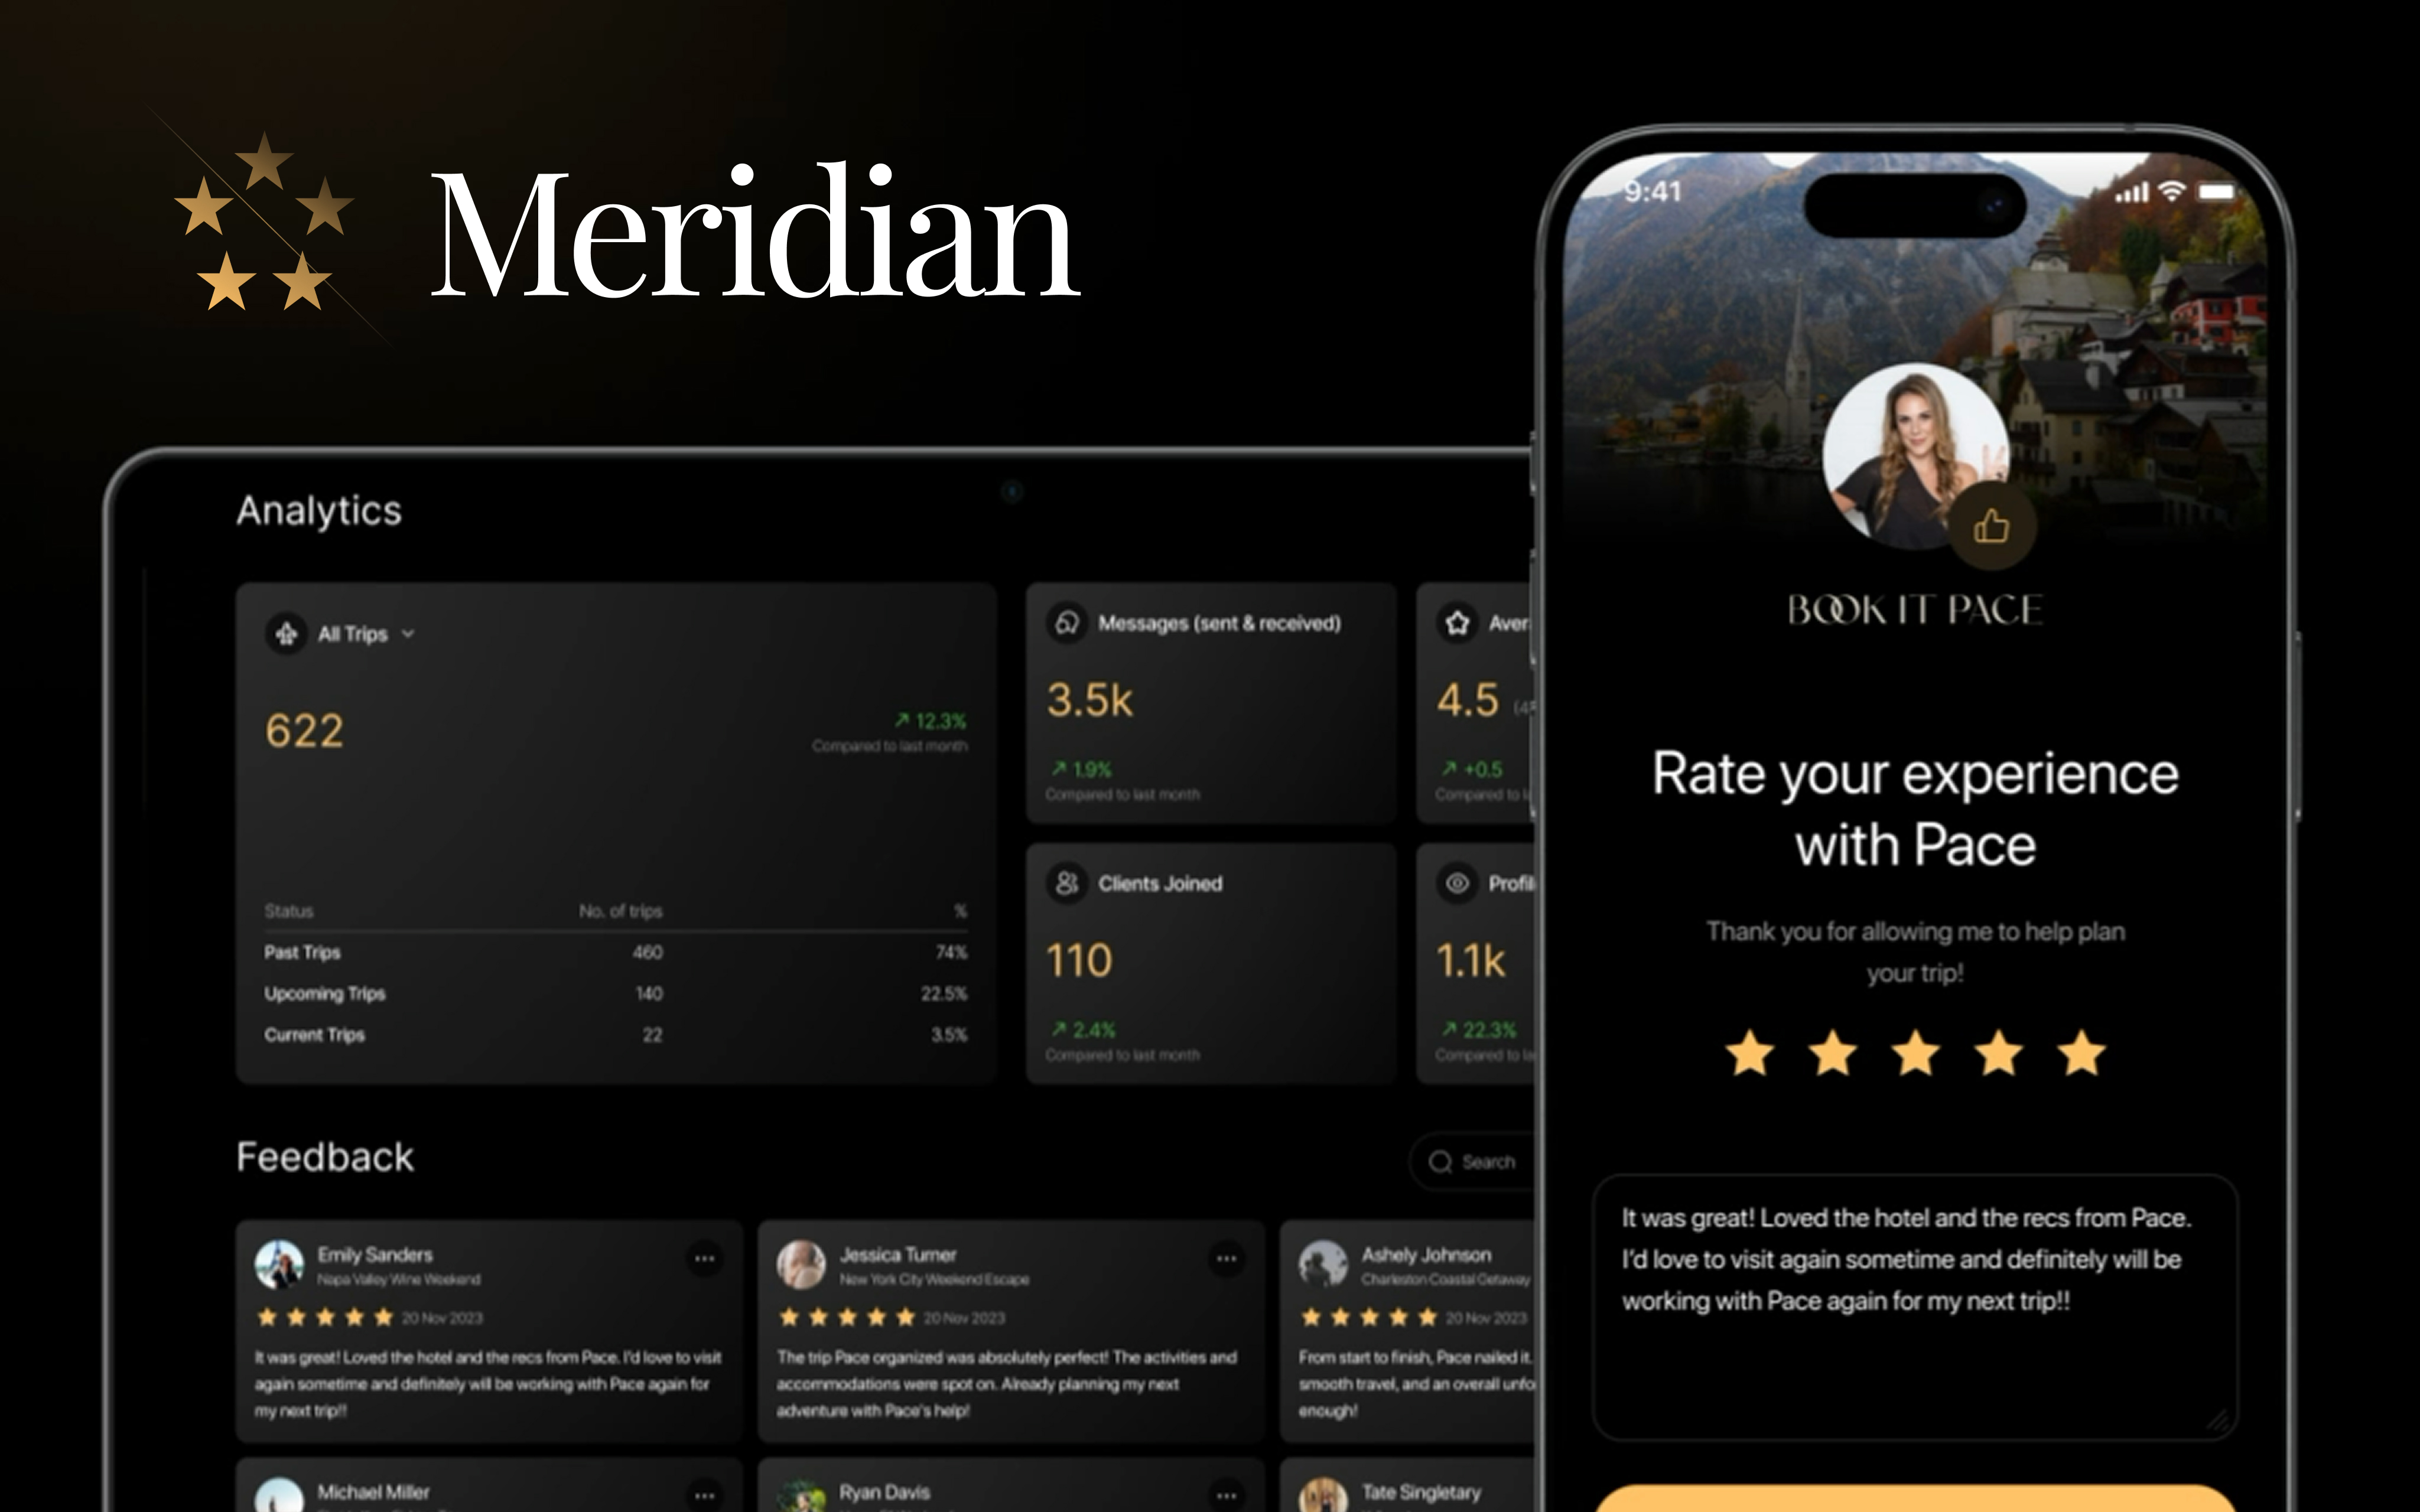 Meridian
Analytics
All Trips
622
12.3%
Compared to last month
Status No. of trips %
Past Trips 460 74%
Upcoming Trips 140 22.5%
Current Trips 22 3.5%
Messages (sent & received)
3.5k
1.9%
Compared to last month
4.5
+0.5
Compared to
Clients Joined
110
2.4%
Compared to last month
1.1k
22.3%
Compared to
Feedback
Search
Emily Sanders
Napa Valley Wine Weekend
20 Nov 2023
It was great! Loved the hotel and the recs from Pace. I'd love to visit
again sometime and definitely will be working with Pace again for
my next trip!!
Jessica Turner
New York City Weekend Escape
20 Nov 2023
The trip Pace organized was absolutely perfect! The activities and
accommodations were spot on. Already planning my next
adventure with Pace's help!
Ashely Johnson
Charleston Coastal Getaway
20 Nov 2023
From start to finish, Pace nailed it.
smooth travel, and an overall
enough!
Michael Miller
Ryan Davis
Tate Singletary
9:41
BOOK IT PACE
Rate your experience
with Pace
Thank you for allowing me to help plan
your trip!
It was great! Loved the hotel and the recs from Pace.
I'd love to visit again sometime and definitely will be
working with Pace again for my next trip!!